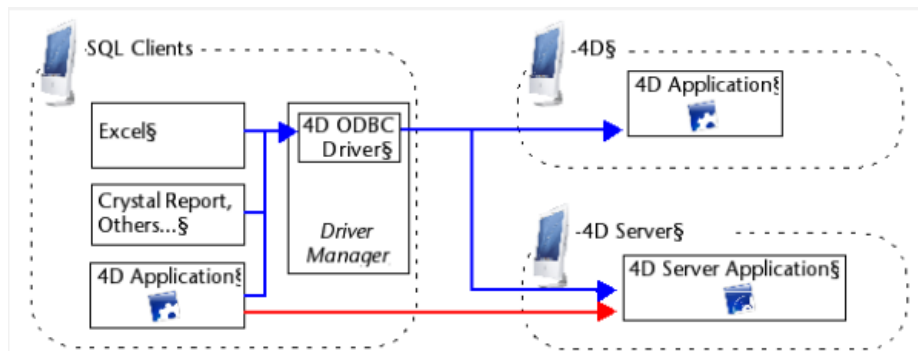 SQL Clients
Excel§
Crystal Report,
Others...§
4D Application§
4D ODBC
Driver§
Driver
Manager
-4D§
4D Application§
-4D Server§
4D Server Application§